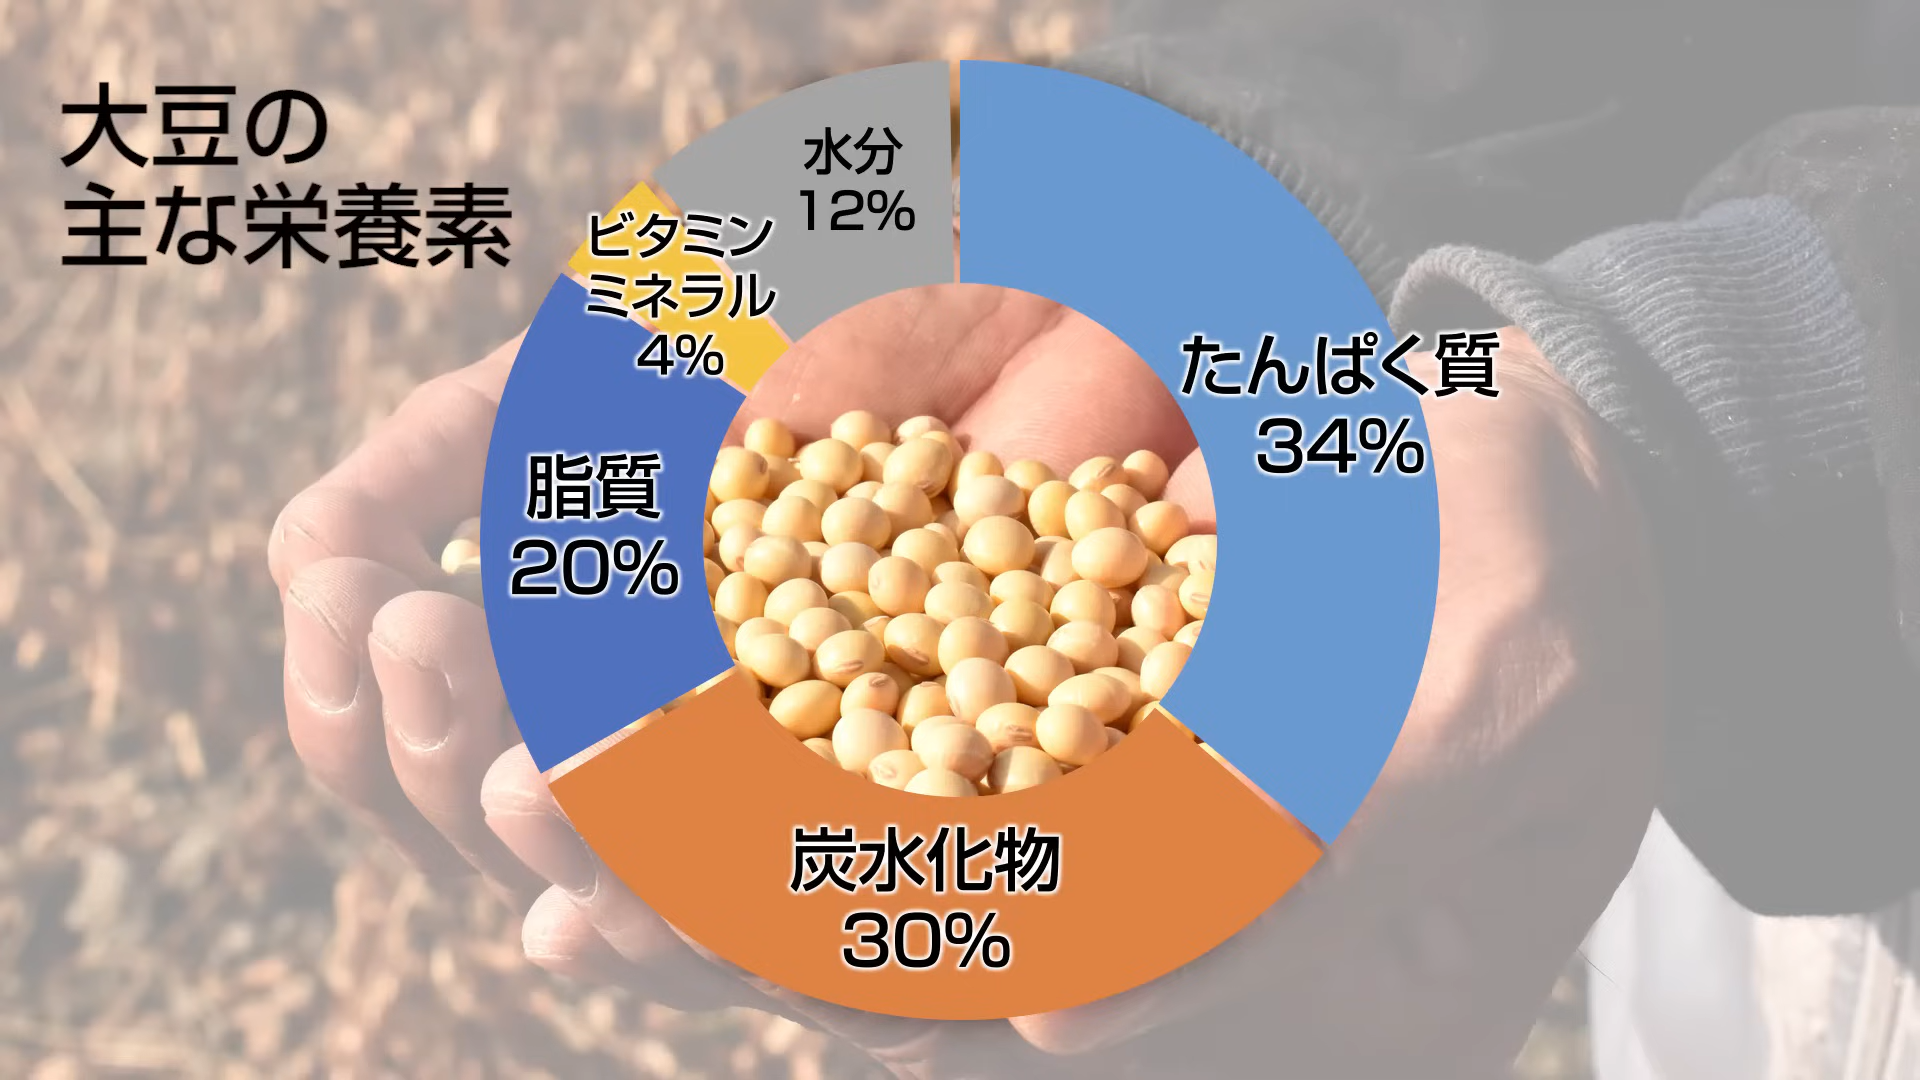 大豆の
主な栄養素
水分
12%
ビタミン
ミネラル
4%
たんぱく質
34%
脂質
20%
炭水化物
30%